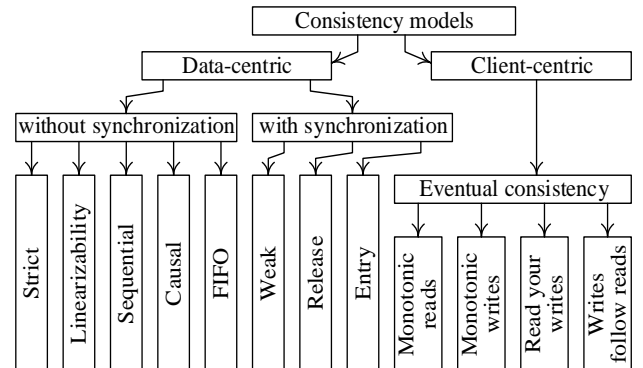 Consistency models
Data-centric
Client-centric
without synchronization
with synchronization
Eventual consistency
Strict
Linearizability
Sequential
Causal
FIFO
Weak
Release
Entry
Monotonic
reads
Monotonic
writes
Read your
writes
Writes
follow reads